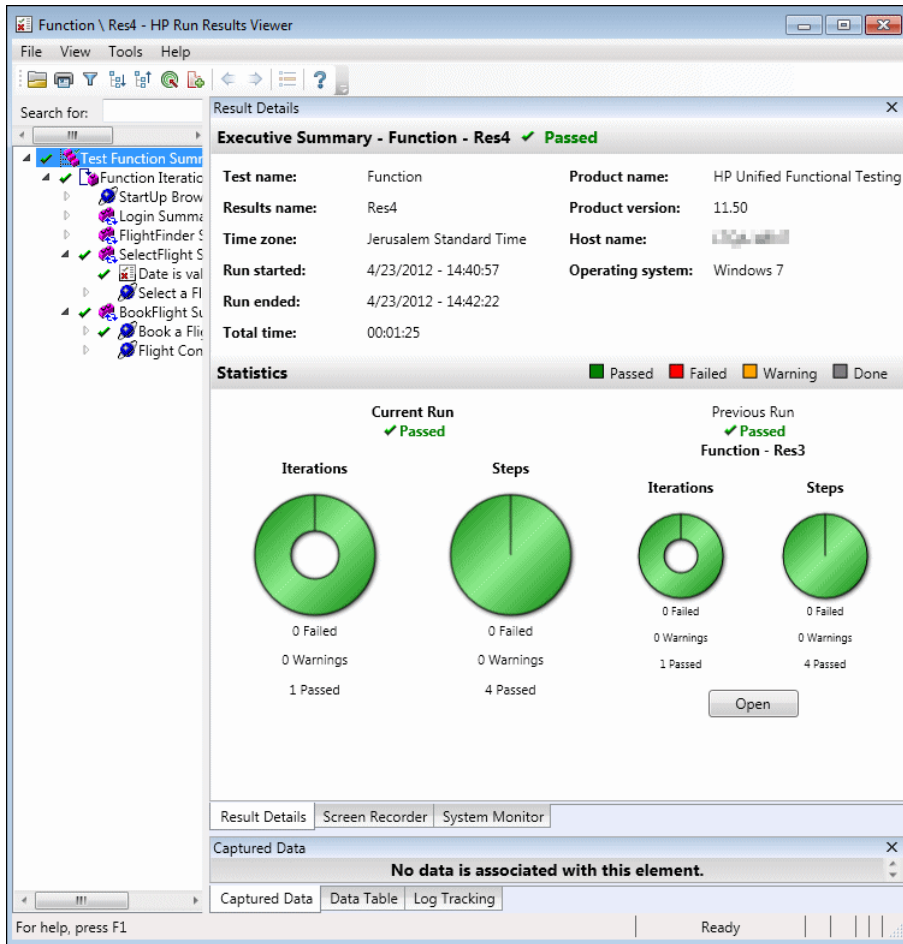 Function \ Res4 - HP Run Results Viewer
File View Tools Help
Search for:
Test Function Summ
Function Iteratio
StartUp Brow
Login Summa
FlightFinder S
SelectFlight S
Date is val
Select a Fl
BookFlight Su
Book a Flig
Flight Con
Result Details
Executive Summary - Function - Res4 ✔ Passed
Test name: Function Product name: HP Unified Functional Testing
Results name: Res4 Product version: 11.50
Time zone: Jerusalem Standard Time Host name:
Run started: 4/23/2012 - 14:40:57 Operating system: Windows 7
Run ended: 4/23/2012 - 14:42:22
Total time: 00:01:25
Statistics Passed Failed Warning Done
Current Run
✔ Passed
Iterations Steps
0 Failed 0 Failed
0 Warnings 0 Warnings
1 Passed 4 Passed
Previous Run
✔ Passed
Function - Res3
Iterations Steps
0 Failed 0 Failed
0 Warnings 0 Warnings
1 Passed 4 Passed
Open
Result Details Screen Recorder System Monitor
Captured Data
No data is associated with this element.
Captured Data Data Table Log Tracking
For help, press F1 Ready